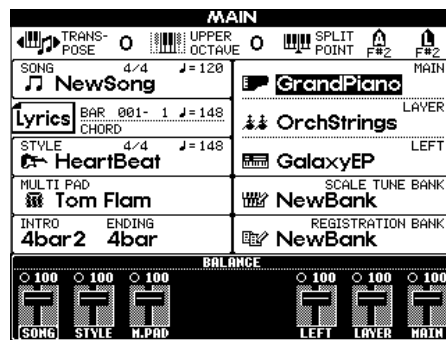 MAIN
TRANS-POSE 0 UPPER OCTAVE 0 SPLIT POINT A F#2 L F#2
SONG 4/4 ♩=120
NewSong
MAIN
GrandPiano
Lyrics BAR 001- 1 ♩=148
CHORD
LAYER
OrchStrings
STYLE 4/4 ♩=148
HeartBeat
LEFT
GalaxyEP
MULTI PAD
Tom Flam
SCALE TUNE BANK
NewBank
INTRO ENDING
4bar2 4bar
REGISTRATION BANK
NewBank
BALANCE
100 100 100 100 100 100
SONG STYLE M.PAD LEFT LAYER MAIN